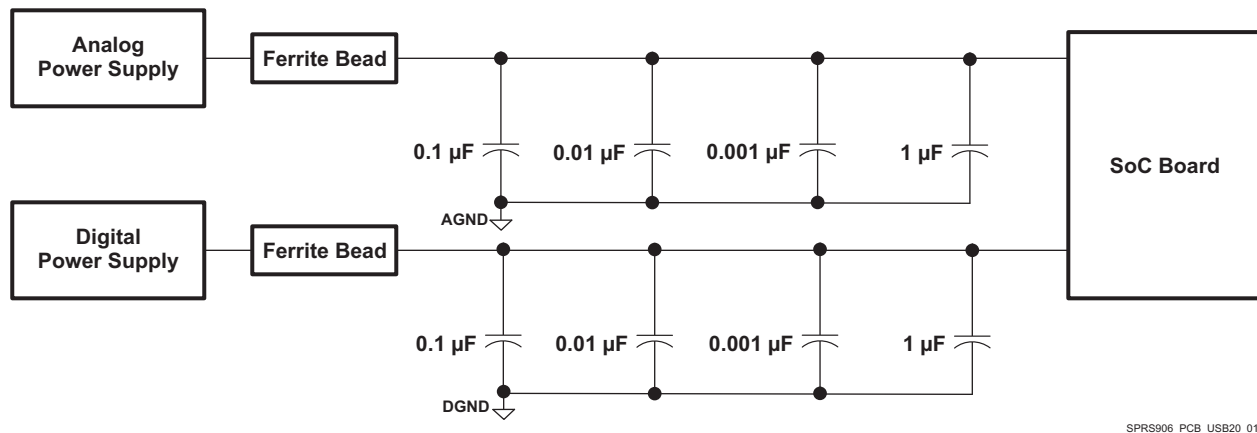 Analog
Power Supply
Ferrite Bead
0.1 µF
0.01 µF
0.001 µF
1 µF
SoC Board
AGND
Digital
Power Supply
Ferrite Bead
0.1 µF
0.01 µF
0.001 µF
1 µF
DGND
SPRS906_PCB_USB20_01